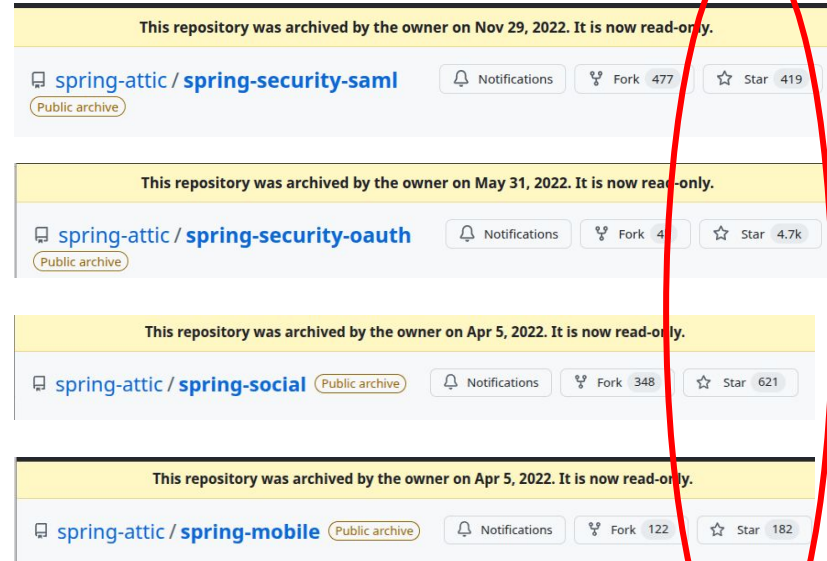 This repository was archived by the owner on Nov 29, 2022. It is now read-only.
spring-attic / spring-security-saml Notifications Fork 477 Star 419
Public archive
This repository was archived by the owner on May 31, 2022. It is now read-only.
spring-attic / spring-security-oauth Notifications Fork Star 4.7k
Public archive
This repository was archived by the owner on Apr 5, 2022. It is now read-only.
spring-attic / spring-social Public archive Notifications Fork 348 Star 621
This repository was archived by the owner on Apr 5, 2022. It is now read-only.
spring-attic / spring-mobile Public archive Notifications Fork 122 Star 182